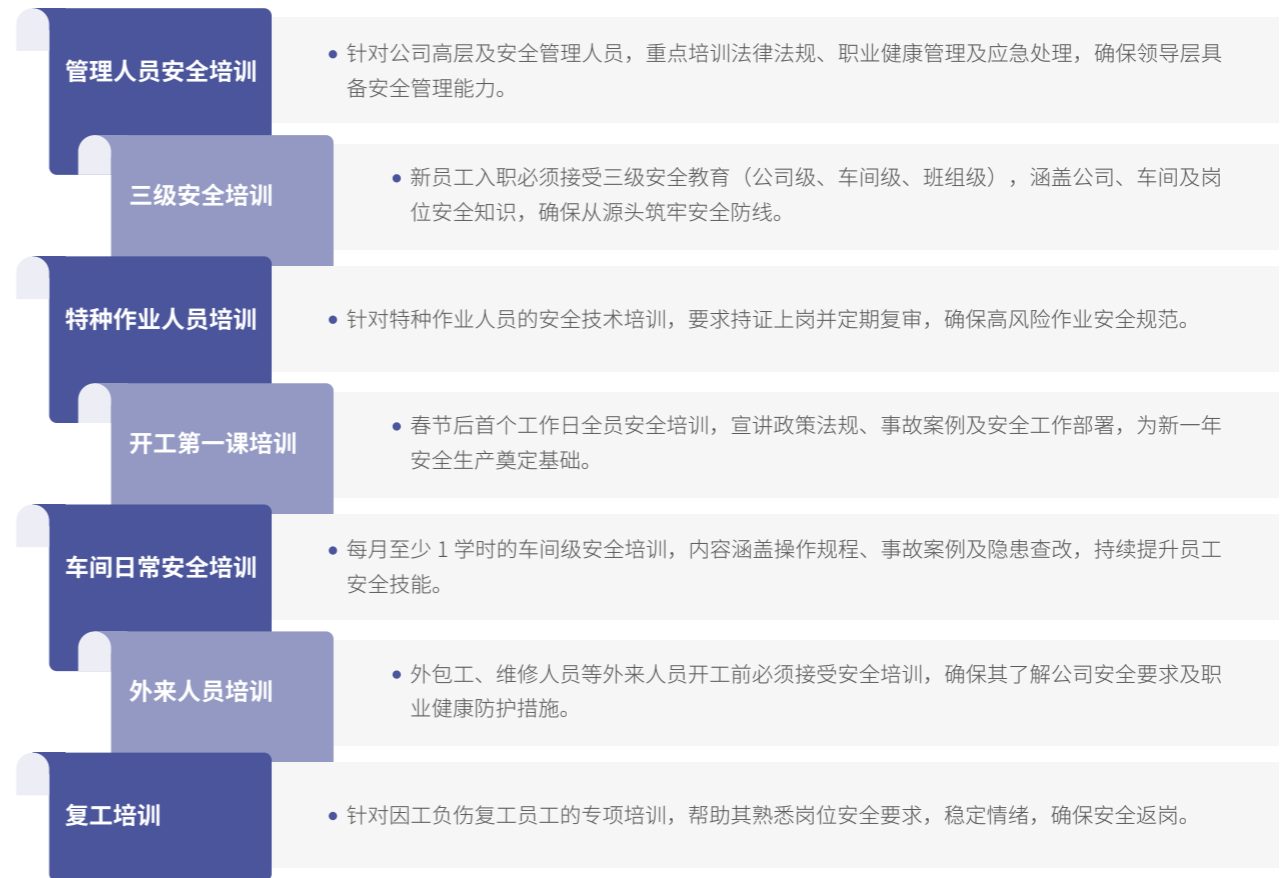 管理人员安全培训
针对公司高层及安全管理人员，重点培训法律法规、职业健康管理及应急处理，确保领导层具
备安全管理能力。
三级安全培训
新员工入职必须接受三级安全教育（公司级、车间级、班组级），涵盖公司、车间及岗
位安全知识，确保从源头筑牢安全防线。
特种作业人员培训
针对特种作业人员的安全技术培训，要求持证上岗并定期复审，确保高风险作业安全规范。
开工第一课培训
春节后首个工作日全员安全培训，宣讲政策法规、事故案例及安全工作部署，为新一年
安全生产奠定基础。
车间日常安全培训
每月至少 1 学时的车间级安全培训，内容涵盖操作规程、事故案例及隐患查改，持续提升员工
安全技能。
外来人员培训
外包工、维修人员等外来人员开工前必须接受安全培训，确保其了解公司安全要求及职
业健康防护措施。
复工培训
针对因工负伤复工员工的专项培训，帮助其熟悉岗位安全要求，稳定情绪，确保安全返岗。